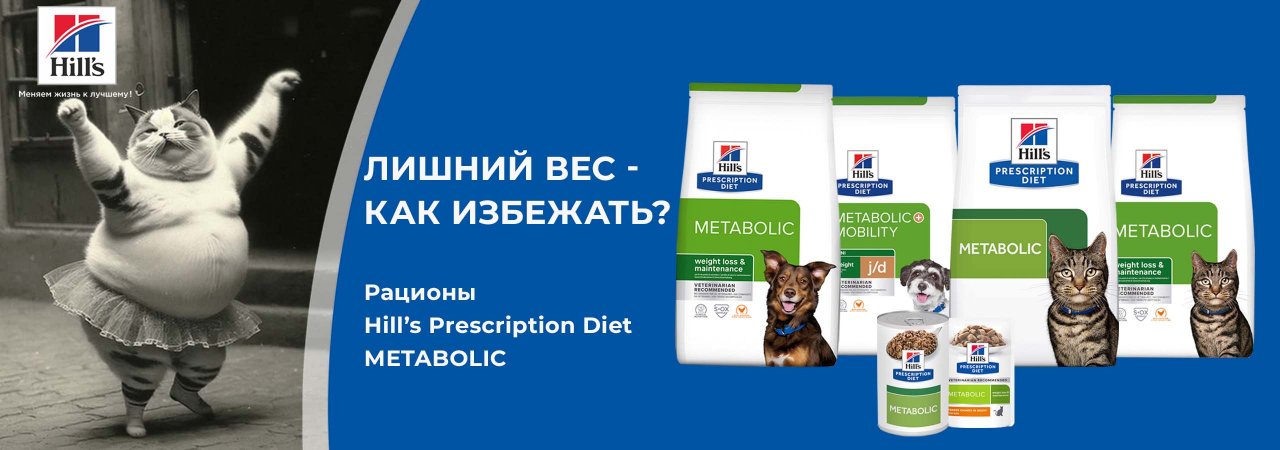 Hill's
Меняем жизнь к лучшему!
ЛИШНИЙ ВЕС -
КАК ИЗБЕЖАТЬ?
Рационы
Hill's Prescription Diet
METABOLIC
Hill's
PRESCRIPTION
DIET
METABOLIC
weight loss &
maintenance
VETERINARIAN
RECOMMENDED
Hill's
PRESCRIPTION
DIET
METABOLIC +
MOBILITY
j/d
VETERINARIAN
RECOMMENDED
Hill's
PRESCRIPTION
DIET
METABOLIC
Hill's
PRESCRIPTION
DIET
METABOLIC
weight loss &
maintenance
VETERINARIAN
RECOMMENDED
Hill's
PRESCRIPTION
DIET
METABOLIC
Hill's
PRESCRIPTION
DIET
VETERINARIAN RECOMMENDED
METABOLIC